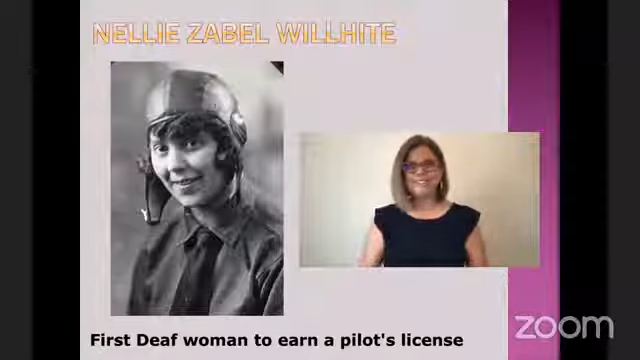 NELLIE ZABEL WILLHITE
First Deaf woman to earn a pilot's license
zoom